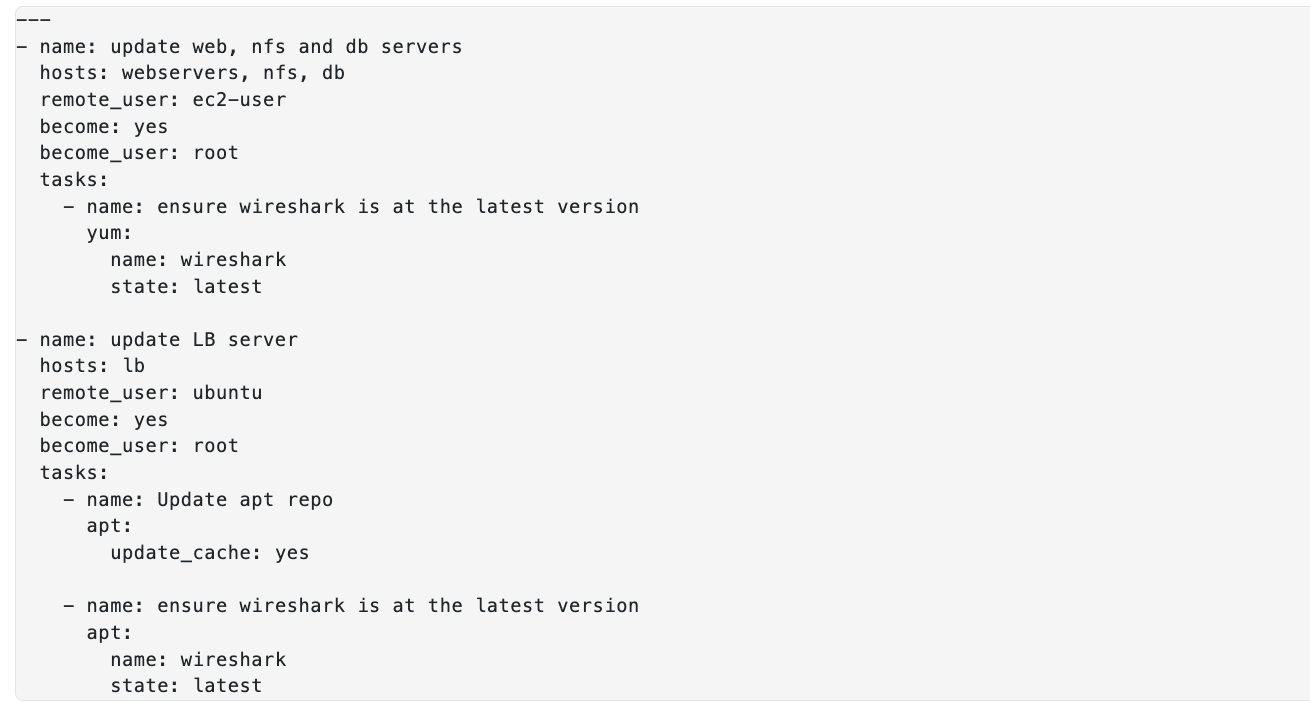 ---
- name: update web, nfs and db servers
  hosts: webservers, nfs, db
  remote_user: ec2-user
  become: yes
  become_user: root
  tasks:
    - name: ensure wireshark is at the latest version
      yum:
        name: wireshark
        state: latest

- name: update LB server
  hosts: lb
  remote_user: ubuntu
  become: yes
  become_user: root
  tasks:
    - name: Update apt repo
      apt:
        update_cache: yes

    - name: ensure wireshark is at the latest version
      apt:
        name: wireshark
        state: latest